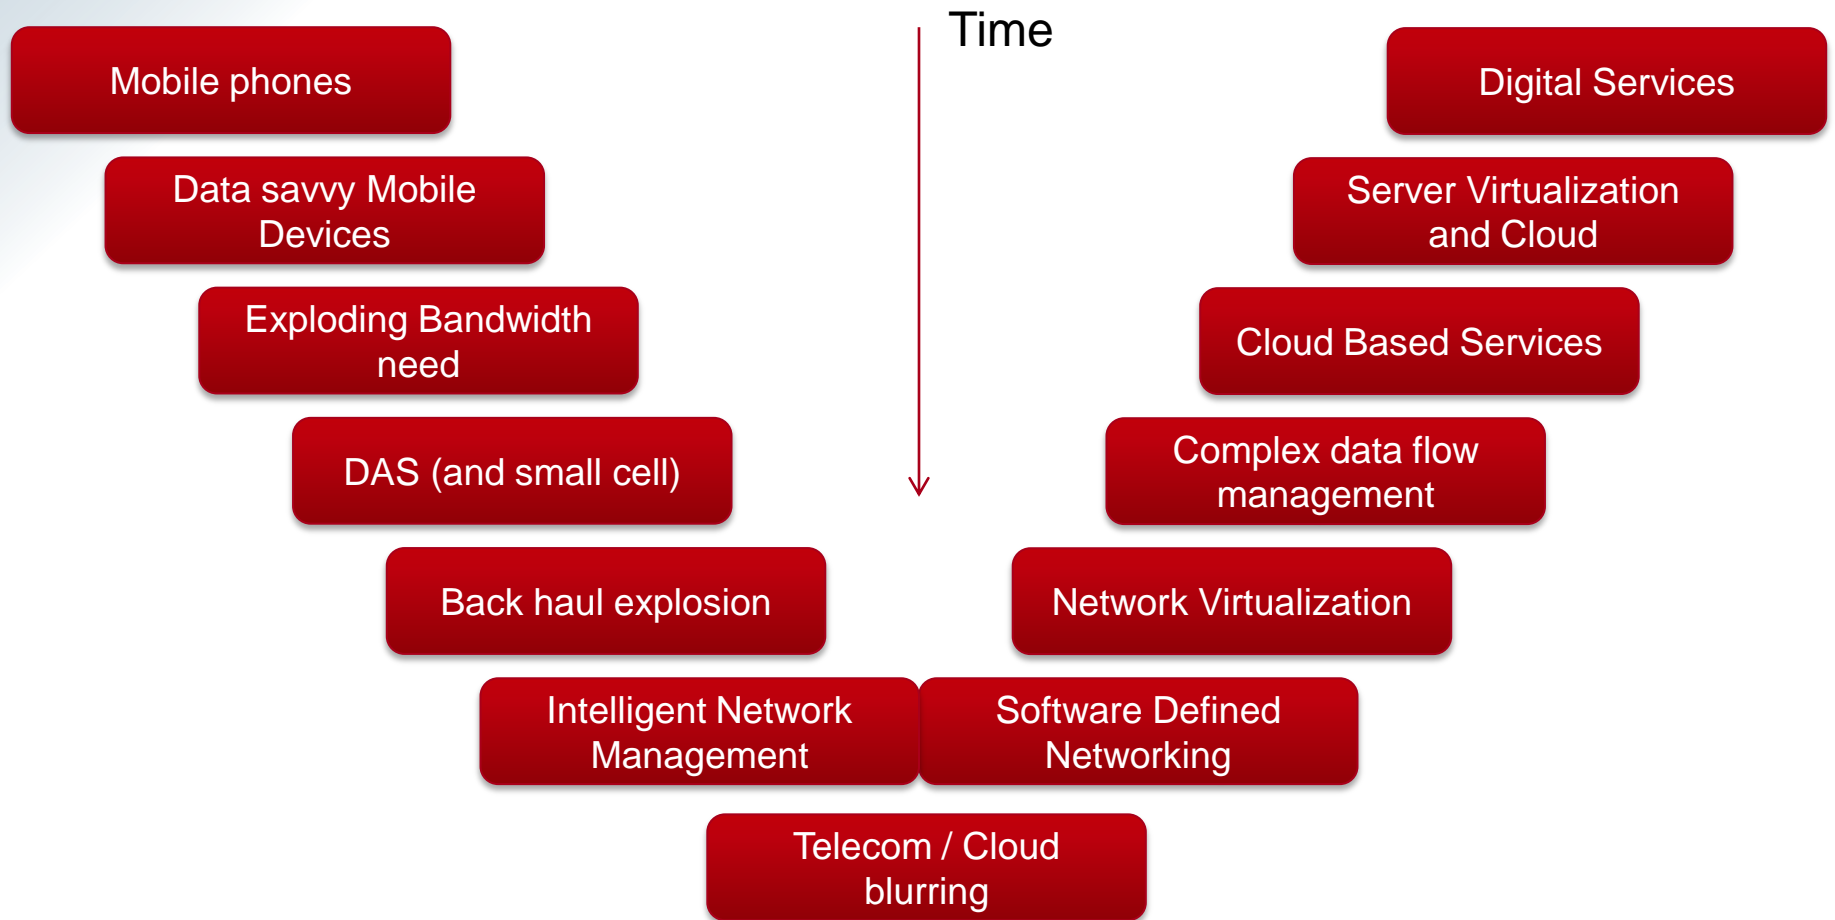 Time
Mobile phones
Digital Services
Data savvy Mobile
Devices
Server Virtualization
and Cloud
Exploding Bandwidth
need
Cloud Based Services
DAS (and small cell)
Complex data flow
management
Back haul explosion
Network Virtualization
Intelligent Network
Management
Software Defined
Networking
Telecom / Cloud
blurring